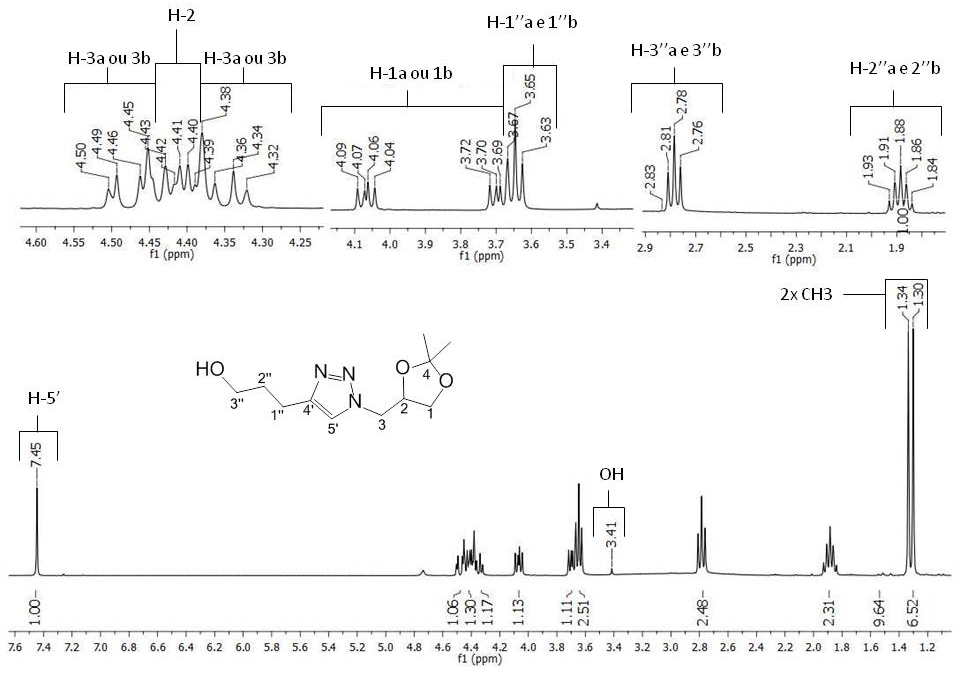 H-2
H-3a ou 3b
H-3a ou 3b
4.50
4.49
4.46
4.45
4.43
4.42
4.41
4.40
4.39
4.38
4.36
4.34
4.32
4.60 4.55 4.50 4.45 4.40 4.35 4.30 4.25
f1 (ppm)
H-1a ou 1b
H-1''a e 1''b
4.09
4.07
4.06
4.04
3.72
3.70
3.69
3.67
3.65
3.63
4.1 4.0 3.9 3.8 3.7 3.6 3.5 3.4
f1 (ppm)
H-3''a e 3''b
2.83
2.81
2.78
2.76
H-2''a e 2''b
1.93
1.91
1.88
1.86
1.84
1.00
2.9 2.7 2.5 2.3 2.1 1.9
f1 (ppm)
2x CH3
1.34
1.30
H-5'
7.45
HO
2''
3''
1''
N
N
N
4'
5'
3
2
O
4
O
1
OH
3.41
1.00
1.06
1.30
1.17
1.13
1.11
2.51
2.48
2.31
9.64
6.52
7.6 7.4 7.2 7.0 6.8 6.6 6.4 6.2 6.0 5.8 5.6 5.4 5.2 5.0 4.8 4.6 4.4 4.2 4.0 3.8 3.6 3.4 3.2 3.0 2.8 2.6 2.4 2.2 2.0 1.8 1.6 1.4 1.2
f1 (ppm)